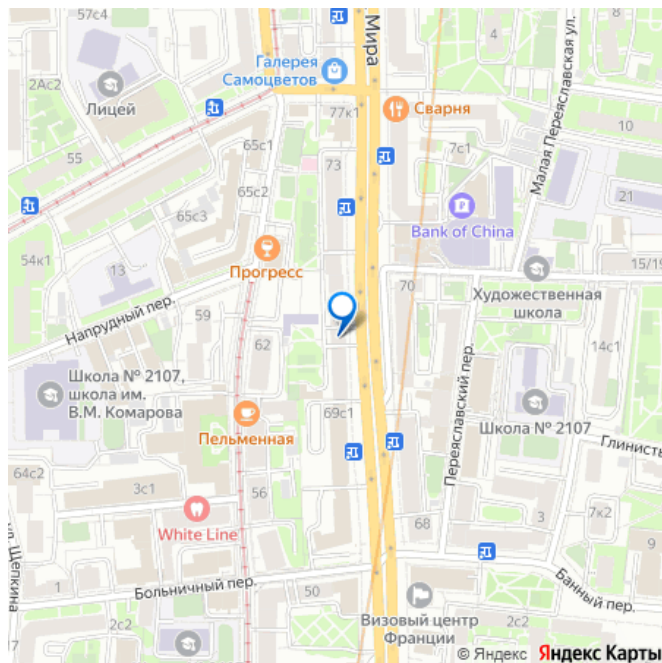 57с4
Мира
4
8
Галерея
Самоцветов
2Ас2
Лицей
77к1
Сварня
Малая Переяславская ул.
10
55
65с1
73
7с1
65с2
21
65с3
Bank of China
54к1
13
Прогресс
15/19
70
Художественная
школа
Напрудный пер.
59
62
14с1
Школа № 2107,
школа им.
В.М. Комарова
69с1
Переяславский пер.
Школа № 2107
Пельменная
Глинисты
64с2
3с1
56
7к2
White Line
68
3
9
ул. Щепкина
1
Больничный пер.
50
2с2
Банный пер.
Визовый центр
Франции
2с2
© Яндекс Яндекс Карты